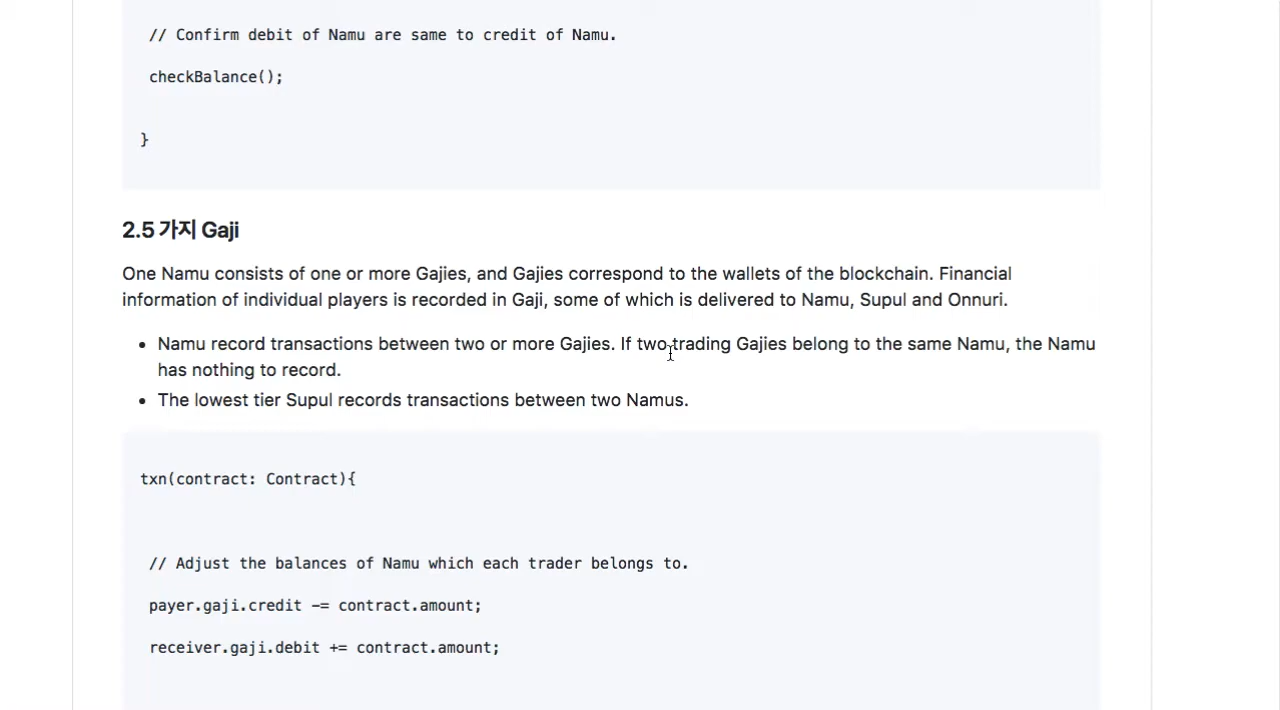 // Confirm debit of Namu are same to credit of Namu.
checkBalance();
}
2.5 가지 Gaji
One Namu consists of one or more Gajies, and Gajies correspond to the wallets of the blockchain. Financial
information of individual players is recorded in Gaji, some of which is delivered to Namu, Supul and Onnuri.
• Namu record transactions between two or more Gajies. If two trading Gajies belong to the same Namu, the Namu
has nothing to record.
• The lowest tier Supul records transactions between two Namus.
txn(contract: Contract){
// Adjust the balances of Namu which each trader belongs to.
payer.gaji.credit -= contract.amount;
receiver.gaji.debit += contract.amount;